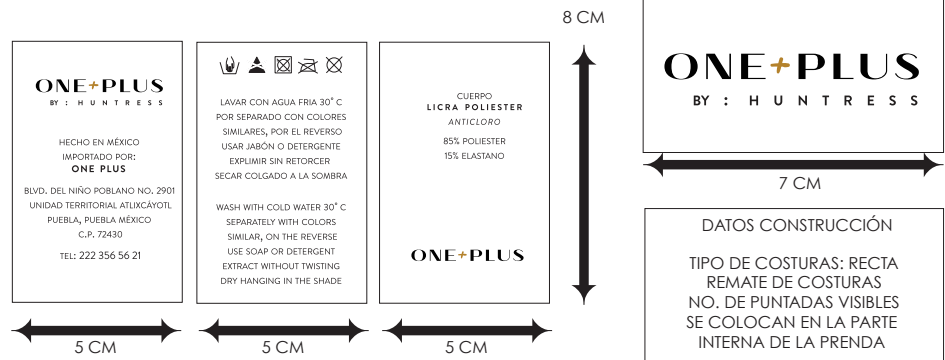 ONE+PLUS
BY : HUNTRESS
HECHO EN MÉXICO
IMPORTADO POR:
ONE PLUS
BLVD. DEL NIÑO POBLANO NO. 2901
UNIDAD TERRITORIAL ATLIXCÁYOTL
PUEBLA, PUEBLA MÉXICO
C.P. 72430
TEL: 222 356 56 21
5 CM
LAVAR CON AGUA FRIA 30° C
POR SEPARADO CON COLORES
SIMILARES, POR EL REVERSO
USAR JABÓN O DETERGENTE
EXPLIMIR SIN RETORCER
SECAR COLGADO A LA SOMBRA
WASH WITH COLD WATER 30° C
SEPARATELY WITH COLORS
SIMILAR, ON THE REVERSE
USE SOAP OR DETERGENT
EXTRACT WITHOUT TWISTING
DRY HANGING IN THE SHADE
5 CM
CUERPO
LICRA POLIESTER
ANTICLORO
85% POLIESTER
15% ELASTANO
ONE+PLUS
5 CM
8 CM
ONE+PLUS
BY : HUNTRESS
7 CM
DATOS CONSTRUCCIÓN
TIPO DE COSTURAS: RECTA
REMATE DE COSTURAS
NO. DE PUNTADAS VISIBLES
SE COLOCAN EN LA PARTE
INTERNA DE LA PRENDA